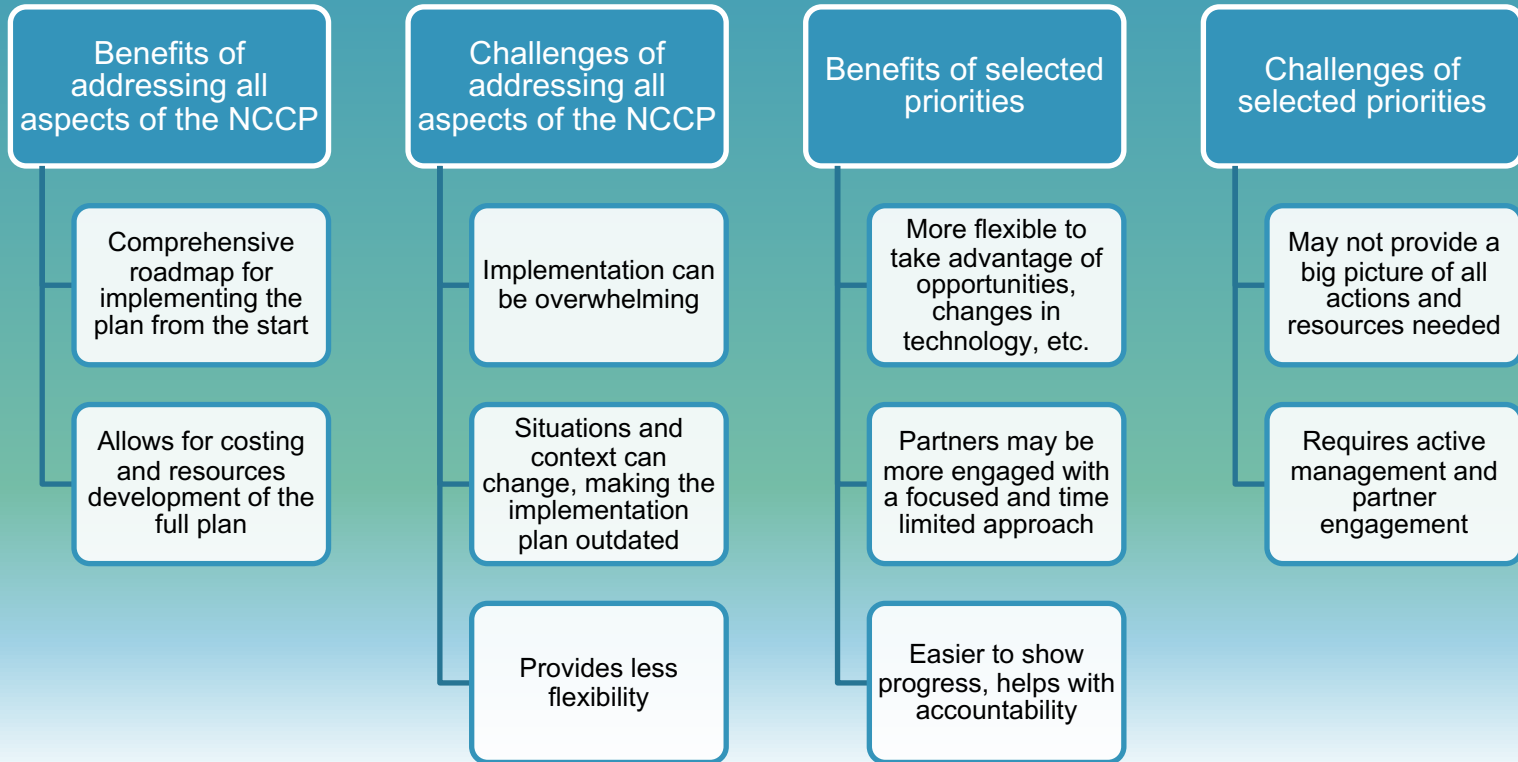 Benefits of
addressing all
aspects of the NCCP
Comprehensive
roadmap for
implementing the
plan from the start
Allows for costing
and resources
development of the
full plan
Challenges of
addressing all
aspects of the NCCP
Implementation can
be overwhelming
Situations and
context can
change, making the
implementation
plan outdated
Provides less
flexibility
Benefits of selected
priorities
More flexible to
take advantage of
opportunities,
changes in
technology, etc.
Partners may be
more engaged with
a focused and time
limited approach
Easier to show
progress, helps with
accountability
Challenges of
selected priorities
May not provide a
big picture of all
actions and
resources needed
Requires active
management and
partner
engagement